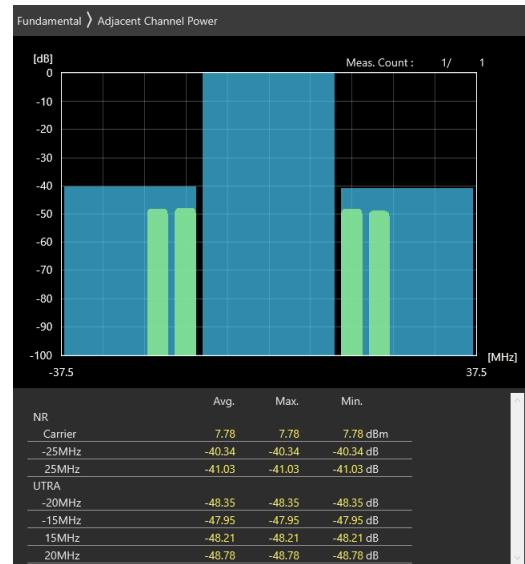 Fundamental 〉 Adjacent Channel Power
[dB]
Meas. Count : 1/ 1
0
-10
-20
-30
-40
-50
-60
-70
-80
-90
-100
[MHz]
-37.5 37.5
Avg. Max. Min.
NR
Carrier 7.78 7.78 7.78 dBm
-25MHz -40.34 -40.34 -40.34 dB
25MHz -41.03 -41.03 -41.03 dB
UTRA
-20MHz -48.35 -48.35 -48.35 dB
-15MHz -47.95 -47.95 -47.95 dB
15MHz -48.21 -48.21 -48.21 dB
20MHz -48.78 -48.78 -48.78 dB